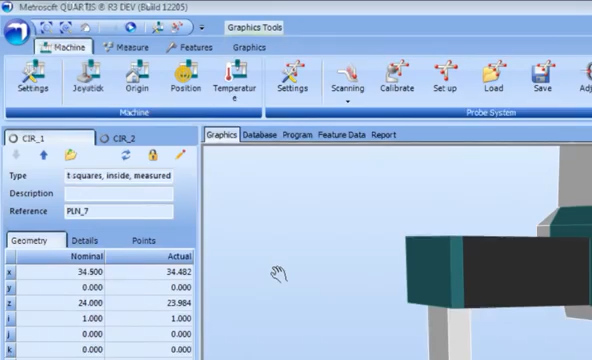 Metrosoft QUARTIS ® R3 DEV (Build 12205)
Graphics Tools
Machine Measure Features Graphics
Settings Joystick Origin Position Temperatur
e
Settings Scanning Calibrate Set up Load Save
Machine Probe System
CIR_1 CIR_2
Graphics Database Program Feature Data Report
Type t squares, inside, measured
Description
Reference PLN_7
Geometry Details Points
Nominal Actual
x 34.500 34.482
y 0.000 0.000
z 24.000 23.984
i 1.000 1.000
j 0.000 0.000
k 0.000 0.000